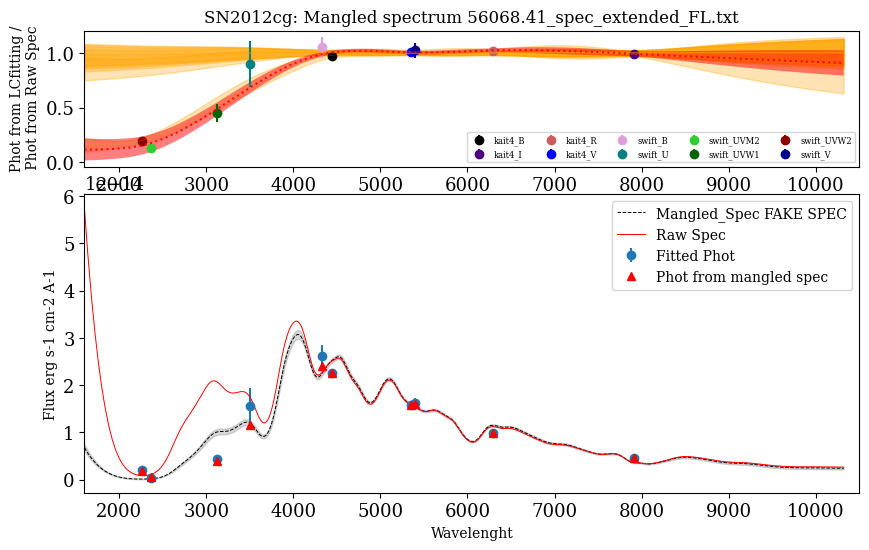 SN2012cg: Mangled spectrum 56068.41_spec_extended_FL.txt
Phot from LCfitting /
Phot from Raw Spec
1.0
0.5
0.0
kait4_B
kait4_R
swift_B
swift_UVM2
swift_UVW2
kait4_I
kait4_V
swift_U
swift_UVW1
swift_V
2000 3000 4000 5000 6000 7000 8000 9000 10000
1e−14
6
5
4
3
2
1
0
Flux erg s-1 cm-2 A-1
Mangled_Spec FAKE SPEC
Raw Spec
Fitted Phot
Phot from mangled spec
2000 3000 4000 5000 6000 7000 8000 9000 10000
Wavelenght